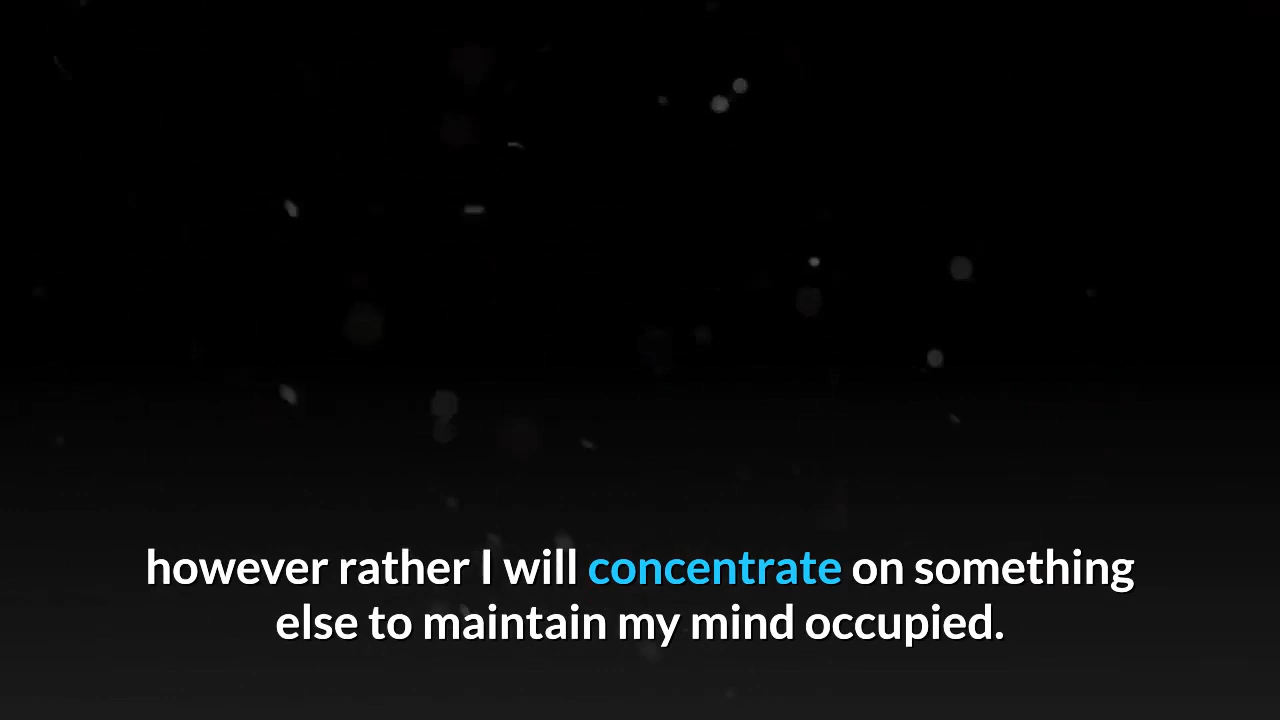 however rather I will concentrate on something
else to maintain my mind occupied.